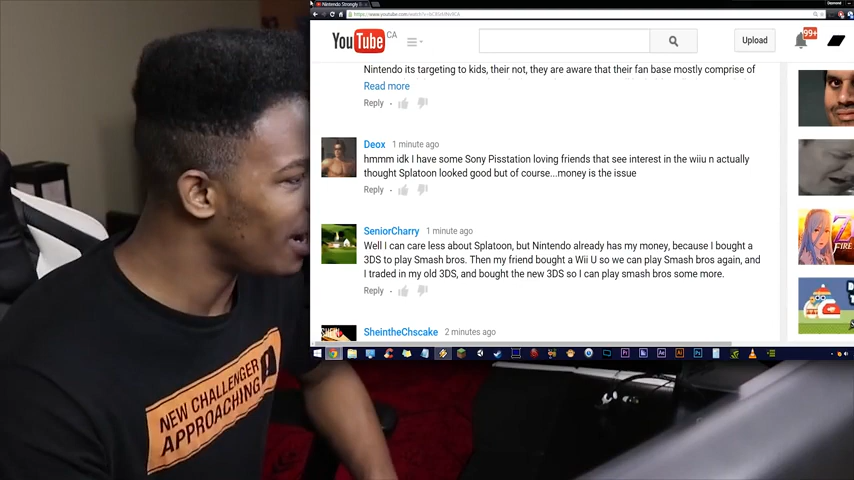 Nintendo Strongly
Desmond
YouTube CA
Upload
99+
Nintendo its targeting to kids, their not, they are aware that their fan base mostly comprise of
Read more
Reply
Deox 1 minute ago
hmmm idk I have some Sony Pisstation loving friends that see interest in the wiiu n actually
thought Splatoon looked good but of course...money is the issue
Reply
SeniorCharry 1 minute ago
Well I can care less about Splatoon, but Nintendo already has my money, because I bought a
3DS to play Smash bros. Then my friend bought a Wii U so we can play Smash bros again, and
I traded in my old 3DS, and bought the new 3DS so I can play smash bros some more.
Reply
SheintheChscake 2 minutes ago
NEW CHALLENGER
APPROACHING